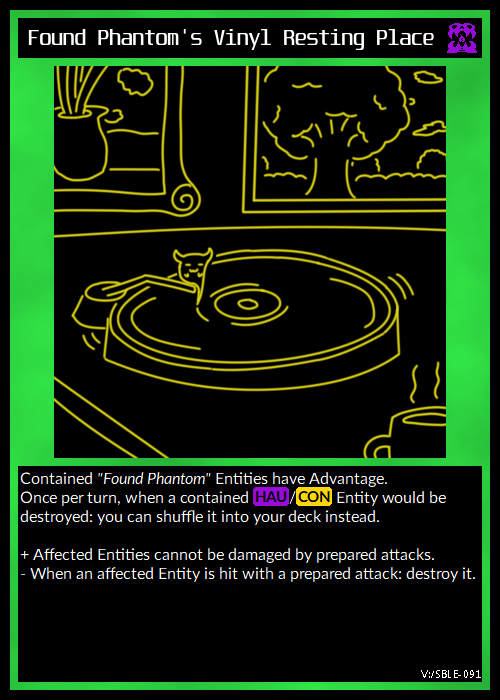 Found Phantom's Vinyl Resting Place
Contained "Found Phantom" Entities have Advantage.
Once per turn, when a contained HAU/CON Entity would be
destroyed: you can shuffle it into your deck instead.
+ Affected Entities cannot be damaged by prepared attacks.
- When an affected Entity is hit with a prepared attack: destroy it.
V:/SBLE-091